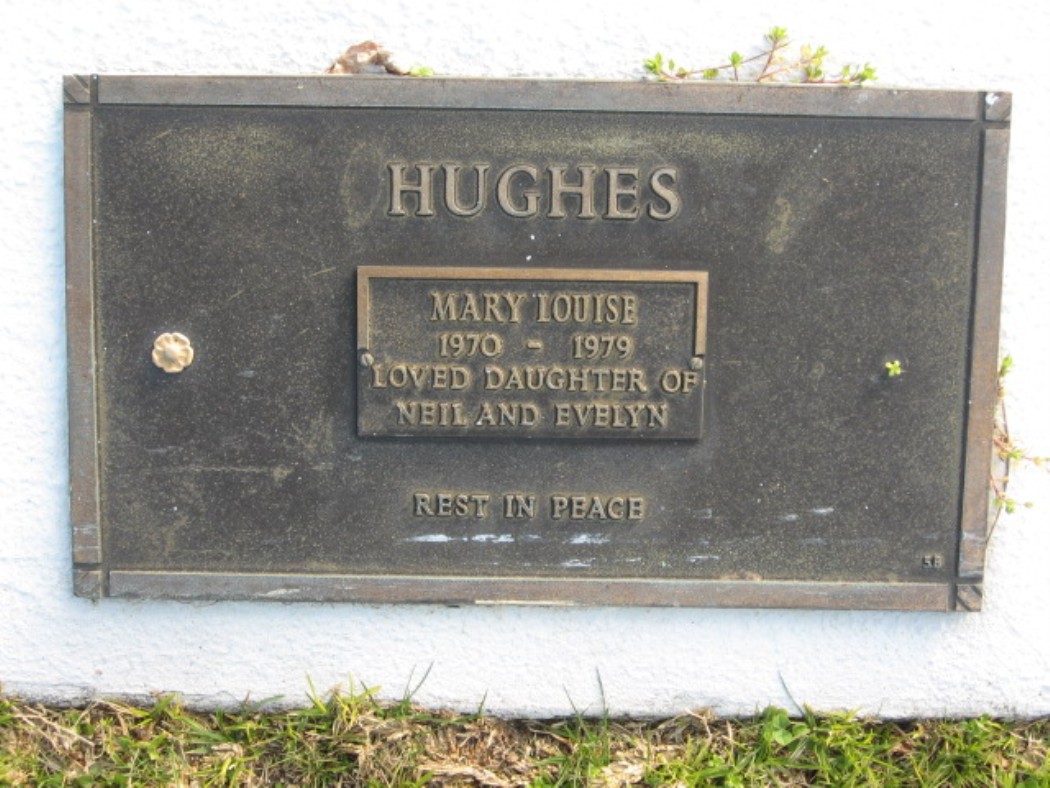 HUGHES
MARY LOUISE
1970 - 1979
LOVED DAUGHTER OF
NEIL AND EVELYN
REST IN PEACE